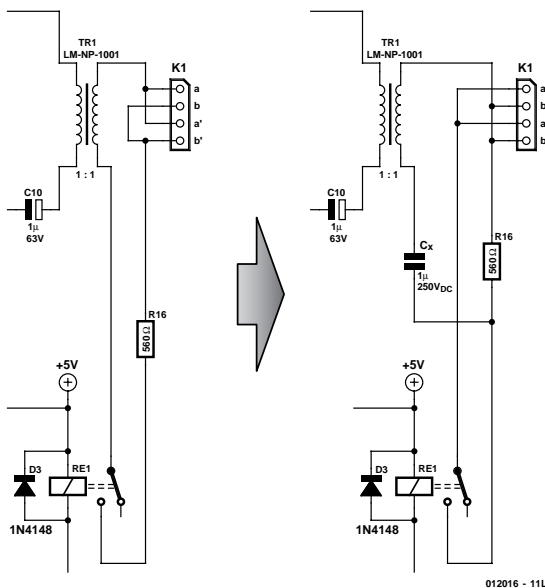 TR1
LM-NP-1001
K1
a
b
a'
b'
1 : 1
C10
1µ
63V
R16
560Ω
+5V
D3
RE1
1N4148
TR1
LM-NP-1001
K1
a
b
a'
b'
1 : 1
C10
1µ
63V
Cx
1µ
250VDC
R16
560Ω
+5V
D3
RE1
1N4148
012016 - 11L